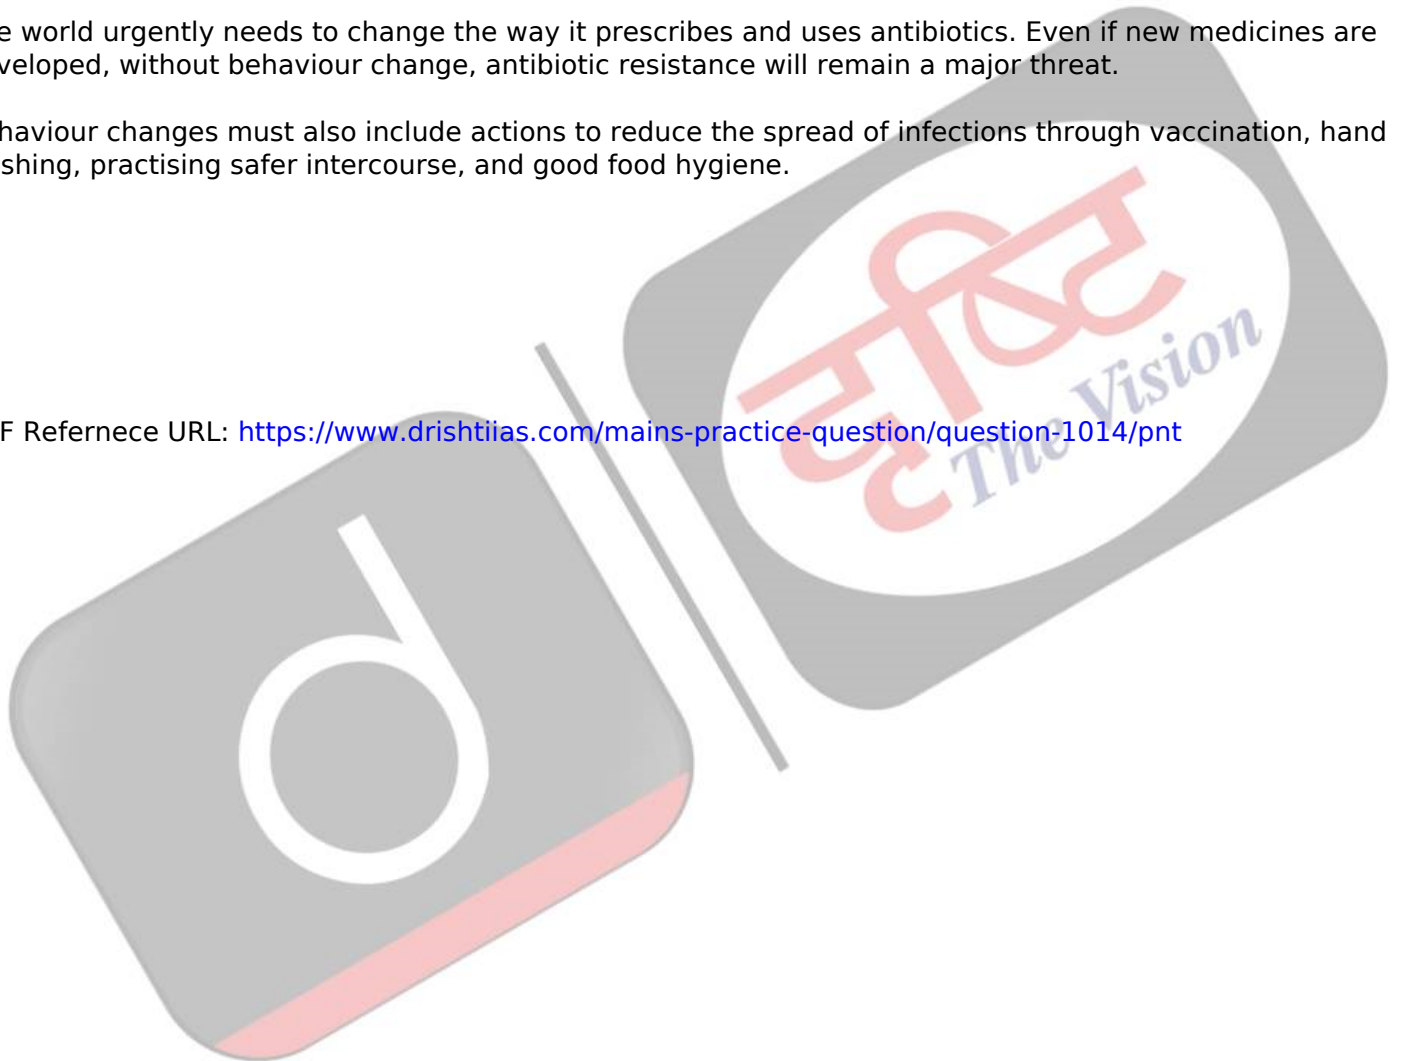 e world urgently needs to change the way it prescribes and uses antibiotics. Even if new medicines are
veloped, without behaviour change, antibiotic resistance will remain a major threat.
haviour changes must also include actions to reduce the spread of infections through vaccination, hand
shing, practising safer intercourse, and good food hygiene.
दृष्टि
The Vision
F Refernece URL: https://www.drishtiias.com/mains-practice-question/question-1014/pnt
d